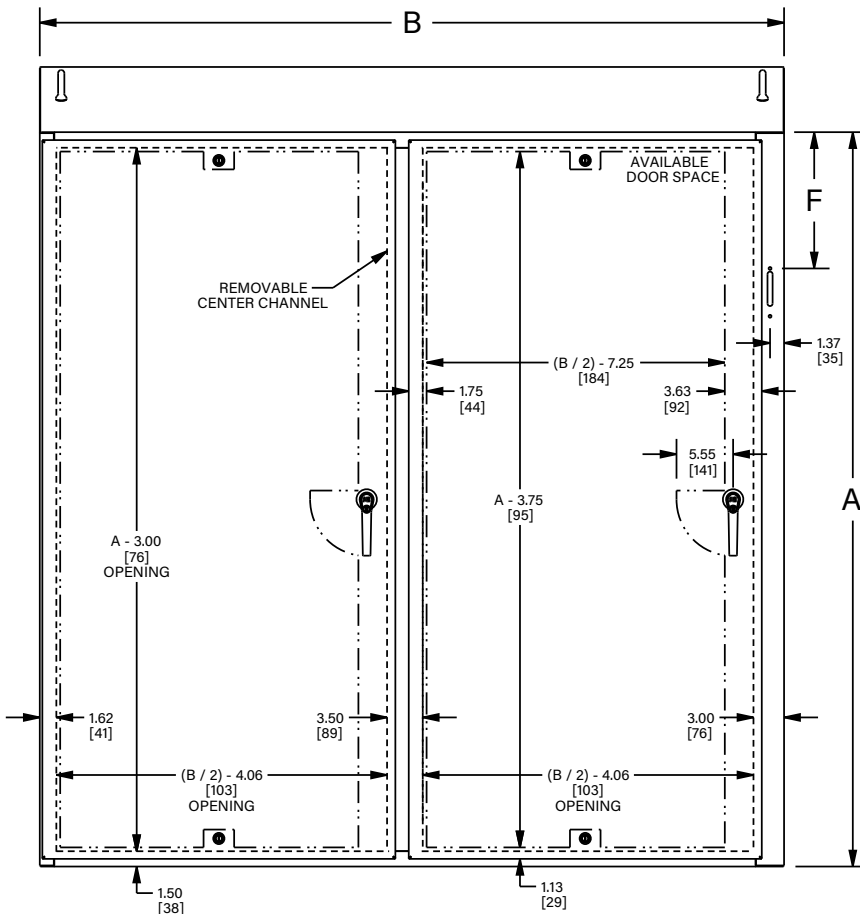 B
AVAILABLE
DOOR SPACE
F
REMOVABLE
CENTER CHANNEL
1.37
[35]
(B / 2) - 7.25
[184]
1.75
[44]
3.63
[92]
5.55
[141]
A
A - 3.75
[95]
A - 3.00
[76]
OPENING
1.62
[41]
3.50
[89]
3.00
[76]
(B / 2) - 4.06
[103]
OPENING
(B / 2) - 4.06
[103]
OPENING
1.50
[38]
1.13
[29]